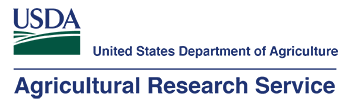 USDA
United States Department of Agriculture
Agricultural Research Service